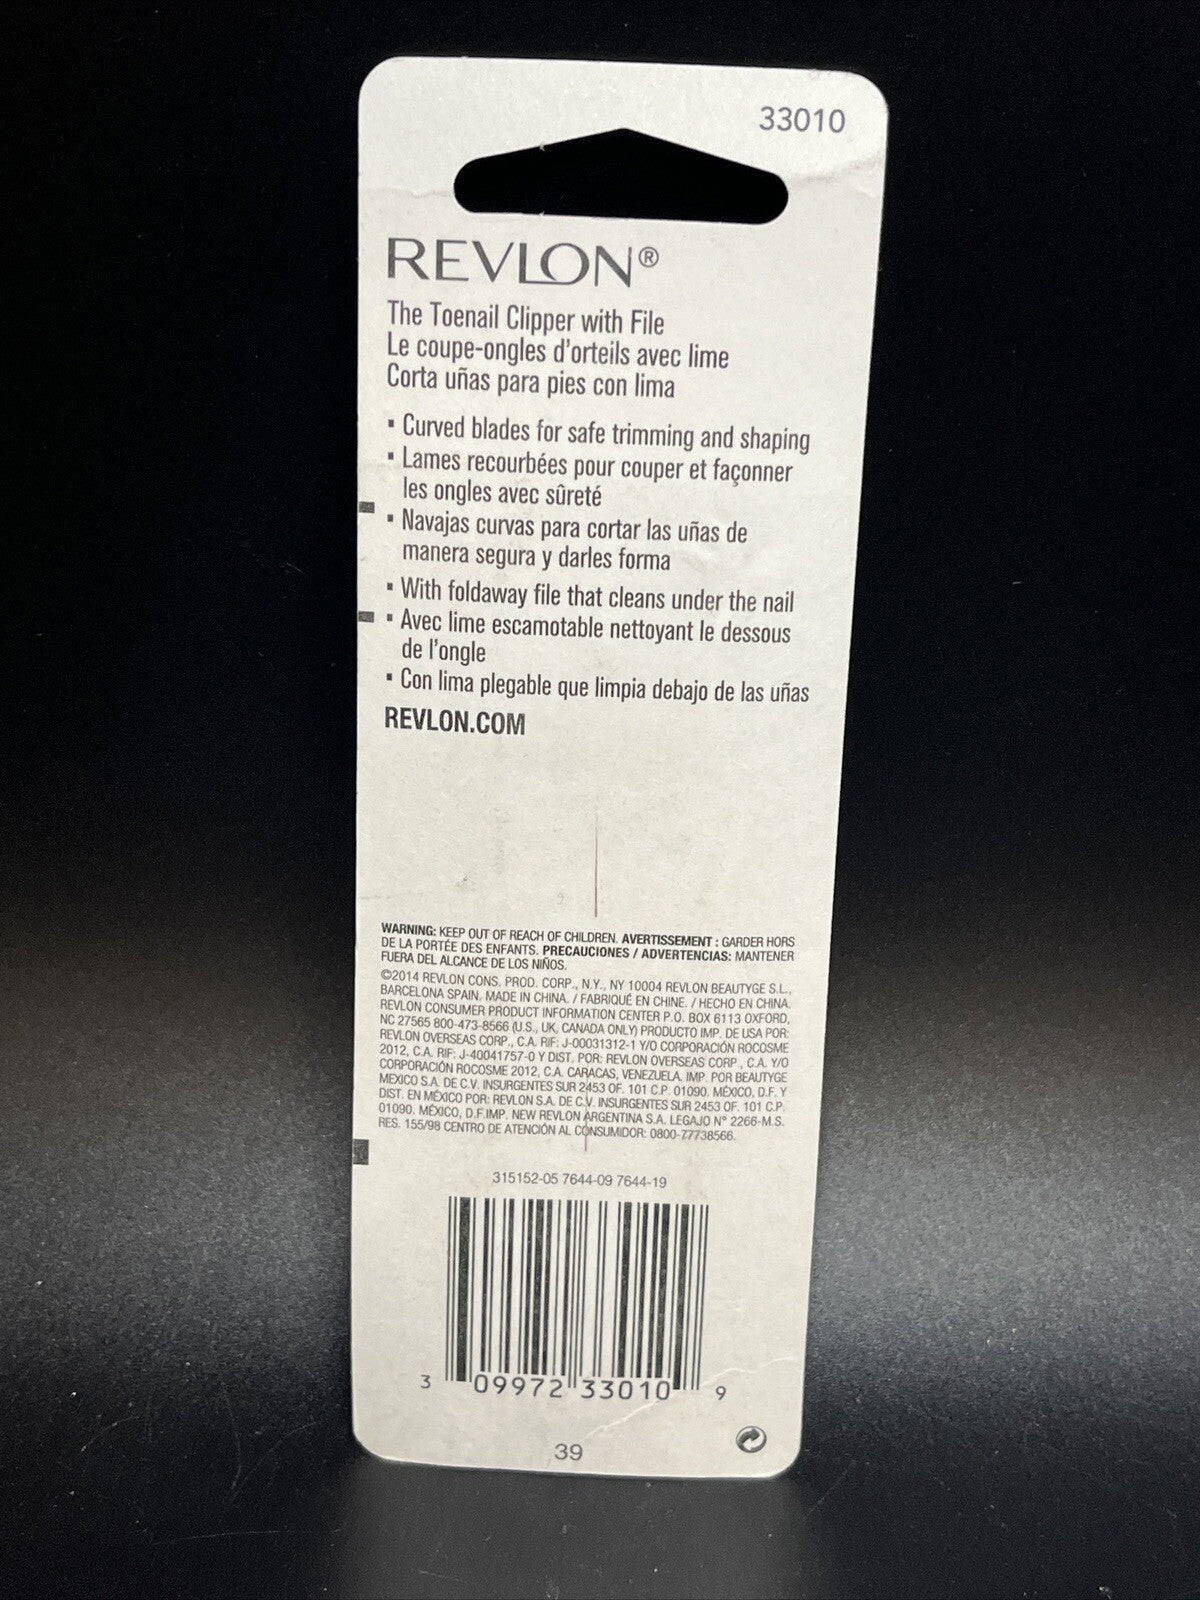 33010
REVLON®
The Toenail Clipper with File
Le coupe-ongles d'orteils avec lime
Corta uñas para pies con lima
▪ Curved blades for safe trimming and shaping
▪ Lames recourbées pour couper et façonner
les ongles avec sûreté
▪ Navajas curvas para cortar las uñas de
manera segura y darles forma
▪ With foldaway file that cleans under the nail
▪ Avec lime escamotable nettoyant le dessous
de l'ongle
▪ Con lima plegable que limpia debajo de las uñas
REVLON.COM
WARNING: KEEP OUT OF REACH OF CHILDREN. AVERTISSEMENT : GARDER HORS
DE LA PORTÉE DES ENFANTS. PRECAUCIONES / ADVERTENCIAS: MANTENER
FUERA DEL ALCANCE DE LOS NIÑOS.
©2014 REVLON CONS. PROD. CORP., N.Y., NY 10004 REVLON BEAUTYGE S.L.,
BARCELONA SPAIN. MADE IN CHINA. / FABRIQUÉ EN CHINE. / HECHO EN CHINA.
REVLON CONSUMER PRODUCT INFORMATION CENTER P.O. BOX 6113 OXFORD,
NC 27565 800-473-8566 (U.S., UK, CANADA ONLY) PRODUCTO IMP. DE USA POR:
REVLON OVERSEAS CORP., C.A. RIF: J-00031312-1 Y/O CORPORACIÓN ROCOSME
2012, C.A. RIF: J-40041757-0 Y DIST. POR: REVLON OVERSEAS CORP., C.A. Y/O
CORPORACIÓN ROCOSME 2012, C.A. CARACAS, VENEZUELA. IMP. POR BEAUTYGE
MEXICO S.A. DE C.V. INSURGENTES SUR 2453 OF. 101 C.P. 01090. MÉXICO, D.F. Y
DIST. EN MÉXICO POR: REVLON S.A. DE C.V. INSURGENTES SUR 2453 OF. 101 C.P.
01090. MÉXICO, D.F.IMP. NEW REVLON ARGENTINA S.A. LEGAJO Nº 2266-M.S.
RES. 155/98 CENTRO DE ATENCIÓN AL CONSUMIDOR: 0800-77738566.
315152-05 7644-09 7644-19
3 09972 33010 9
39